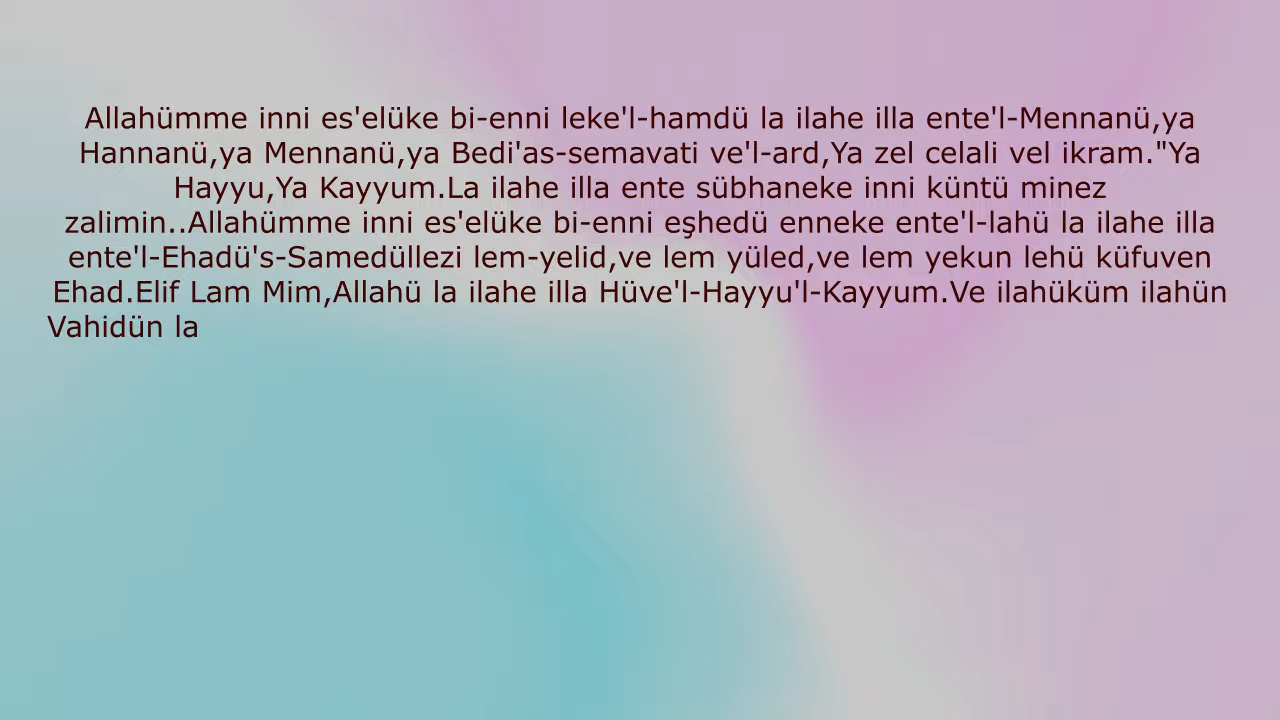 Allahümme inni es'elüke bi-enni leke'l-hamdü la ilahe illa ente'l-Mennanü,ya
Hannanü,ya Mennanü,ya Bedi'as-semavati ve'l-ard,Ya zel celali vel ikram."Ya
Hayyu,Ya Kayyum.La ilahe illa ente sübhaneke inni küntü minez
zalimin..Allahümme inni es'elüke bi-enni eşhedü enneke ente'l-lahü la ilahe illa
ente'l-Ehadü's-Samedüllezi lem-yelid,ve lem yüled,ve lem yekun lehü küfuven
Ehad.Elif Lam Mim,Allahü la ilahe illa Hüve'l-Hayyu'l-Kayyum.Ve ilahüküm ilahün
Vahidün la